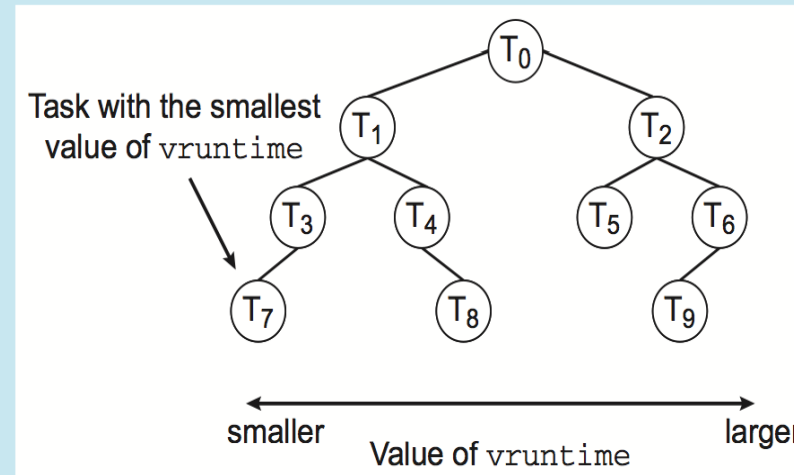 T0
Task with the smallest
value of vruntime
T1
T2
T3
T4
T5
T6
T7
T8
T9
smaller
larger
Value of vruntime